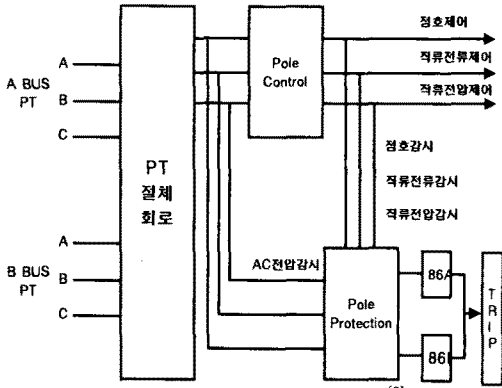 점호제어
직류전류제어
직류전압제어
Pole
Control
A BUS
PT
A
B
C
PT
절체
회로
점호감시
직류전류감시
직류전압감시
B BUS
PT
A
B
C
AC전압감시
Pole
Protection
86A
86
TRIP